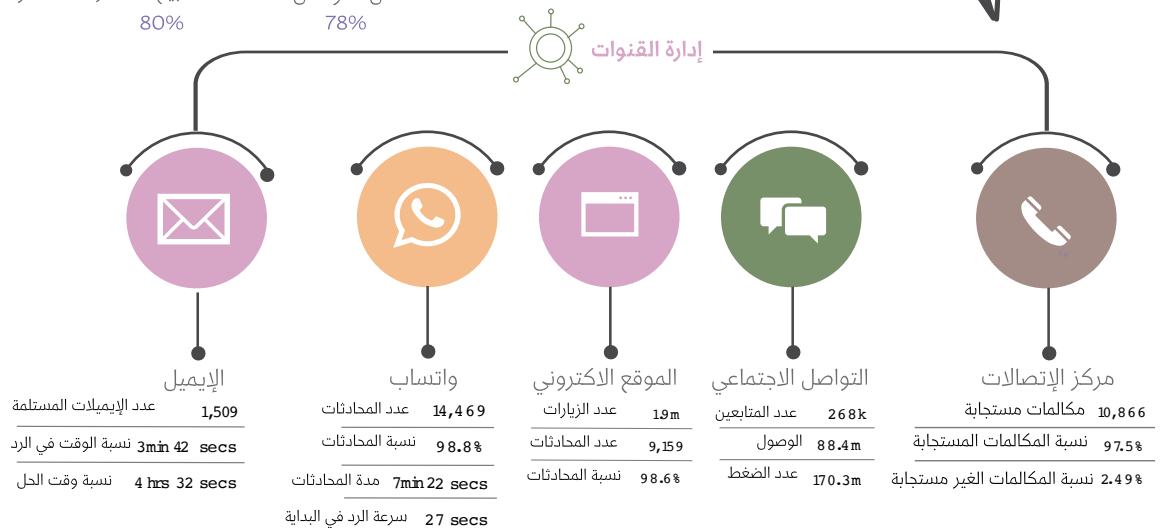 80% 78%
إدارة القنوات
مركز الإتصالات
10,866 مكالمات مستجابة
97.5% نسبة المكالمات المستجابة
2.49% نسبة المكالمات الغير مستجابة
التواصل الاجتماعي
268k عدد المتابعين
88.4m الوصول
170.3m عدد الضغط
الموقع الاكتروني
1.9m عدد الزيارات
9,159 عدد المحادثات
98.6% نسبة المحادثات
واتساب
14,469 عدد المحادثات
98.8% نسبة المحادثات
7min 22 secs مدة المحادثات
27 secs سرعة الرد في البداية
الإيميل
1,509 عدد الإيميلات المستلمة
3min 42 secs نسبة الوقت في الرد
4 hrs 32 secs نسبة وقت الحل